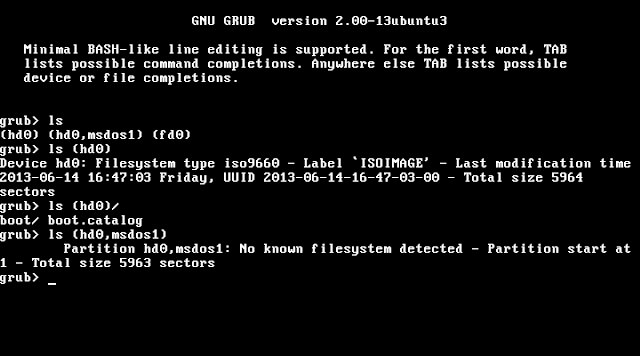 GNU GRUB  version 2.00-13ubuntu3
Minimal BASH-like line editing is supported. For the first word, TAB
lists possible command completions. Anywhere else TAB lists possible
device or file completions.
grub> ls
(hd0) (hd0,msdos1) (fd0)
grub> ls (hd0)
Device hd0: Filesystem type iso9660 - Label `ISOIMAGE' - Last modification time
2013-06-14 16:47:03 Friday, UUID 2013-06-14-16-47-03-00 - Total size 5964
sectors
grub> ls (hd0)/
boot/ boot.catalog
grub> ls (hd0,msdos1)
Partition hd0,msdos1: No known filesystem detected - Partition start at
1 - Total size 5963 sectors
grub> _